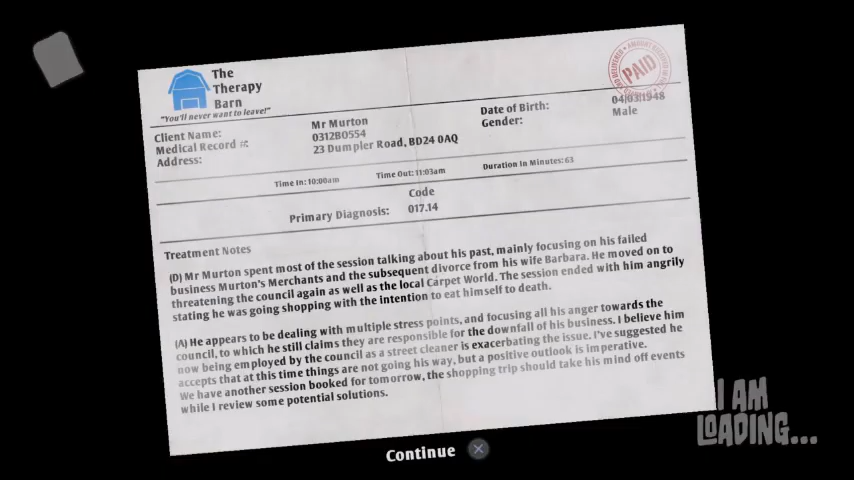 The
Therapy
Barn
"You'll never want to leave!"
PAID
Client Name: Mr Murton Date of Birth: 04/03/1948
Medical Record #: 0312B0554 Gender: Male
Address: 23 Dumpler Road, BD24 0AQ
Time In: 10:00am Time Out: 11:03am Duration In Minutes: 63
Code
Primary Diagnosis: 017.14
Treatment Notes
(D) Mr Murton spent most of the session talking about his past, mainly focusing on his failed
business Murton's Merchants and the subsequent divorce from his wife Barbara. He moved on to
threatening the council again as well as the local Carpet World. The session ended with him angrily
stating he was going shopping with the intention to eat himself to death.
(A) He appears to be dealing with multiple stress points, and focusing all his anger towards the
council, to which he still claims they are responsible for the downfall of his business. I believe him
now being employed by the council as a street cleaner is exacerbating the issue. I've suggested he
accepts that at this time things are not going his way, but a positive outlook is imperative.
We have another session booked for tomorrow, the shopping trip should take his mind off events
while I review some potential solutions.
I AM
LOADING...
Continue